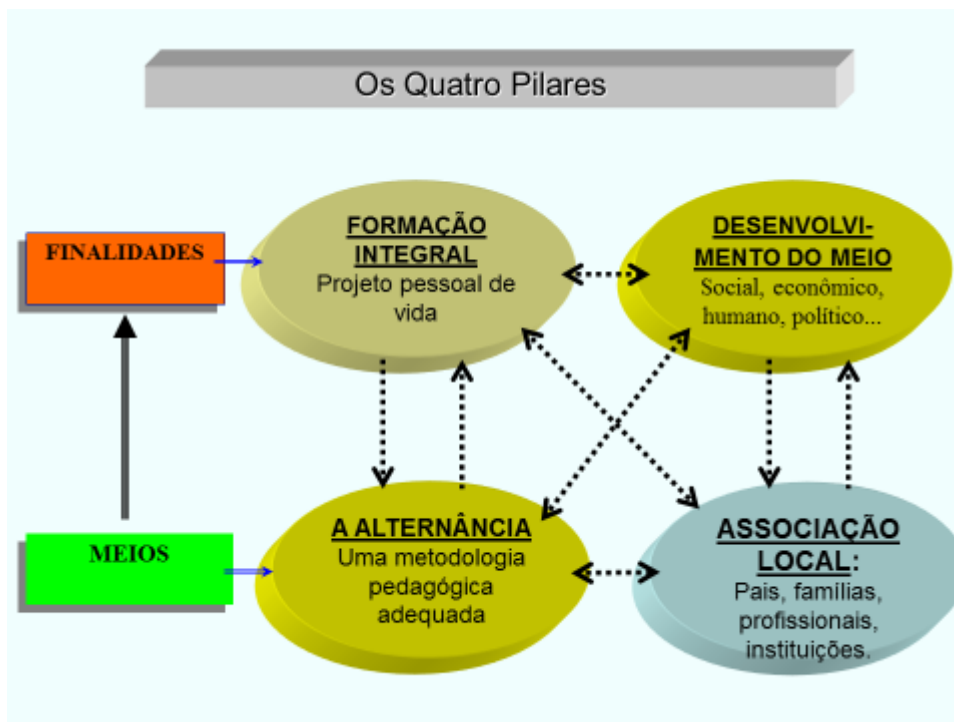 Os Quatro Pilares
FINALIDADES
FORMAÇÃO
INTEGRAL
Projeto pessoal de
vida
DESENVOLVI-
MENTO DO MEIO
Social, econômico,
humano, político...
MEIOS
A ALTERNÂNCIA
Uma metodologia
pedagógica
adequada
ASSOCIAÇÃO
LOCAL:
Pais, famílias,
profissionais,
instituições.